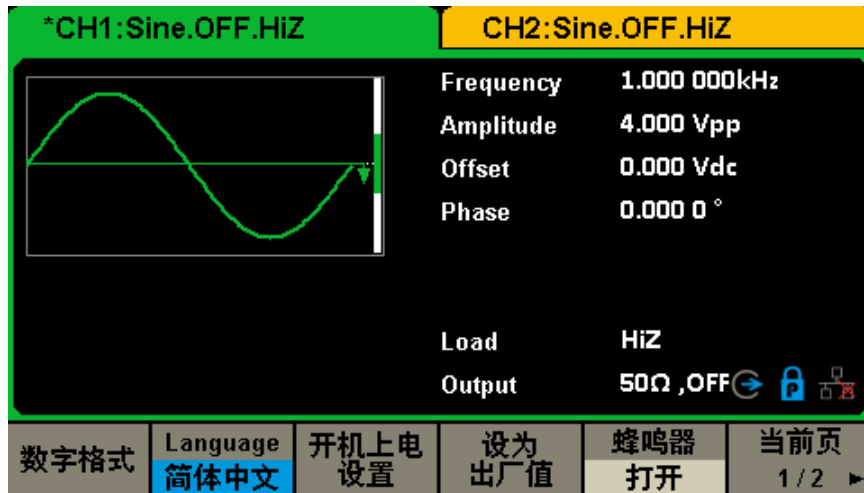 *CH1:Sine.OFF.HiZ
CH2:Sine.OFF.HiZ
Frequency 1.000 000kHz
Amplitude 4.000 Vpp
Offset 0.000 Vdc
Phase 0.000 0 °
Load HiZ
Output 50Ω ,OFF
P
数字格式
Language
简体中文
开机上电
设置
设为
出厂值
蜂鸣器
打开
当前页
1/2 ►